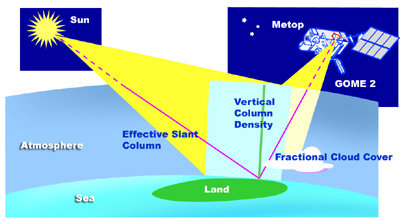 Sun
Metop
GOME 2
Vertical
Column
Density
Effective Slant
Column
Atmosphere
Fractional Cloud Cover
Land
Sea